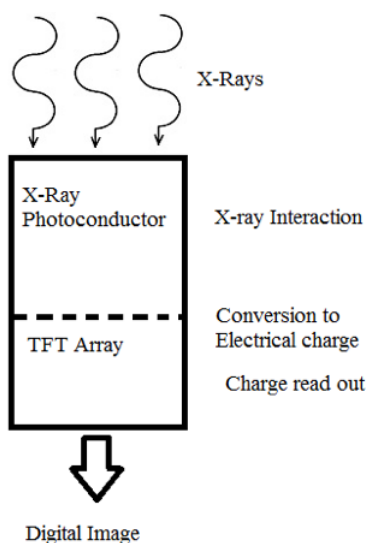 X-Rays
X-Ray
Photoconductor
X-ray Interaction
Conversion to
Electrical charge
TFT Array
Charge read out
Digital Image